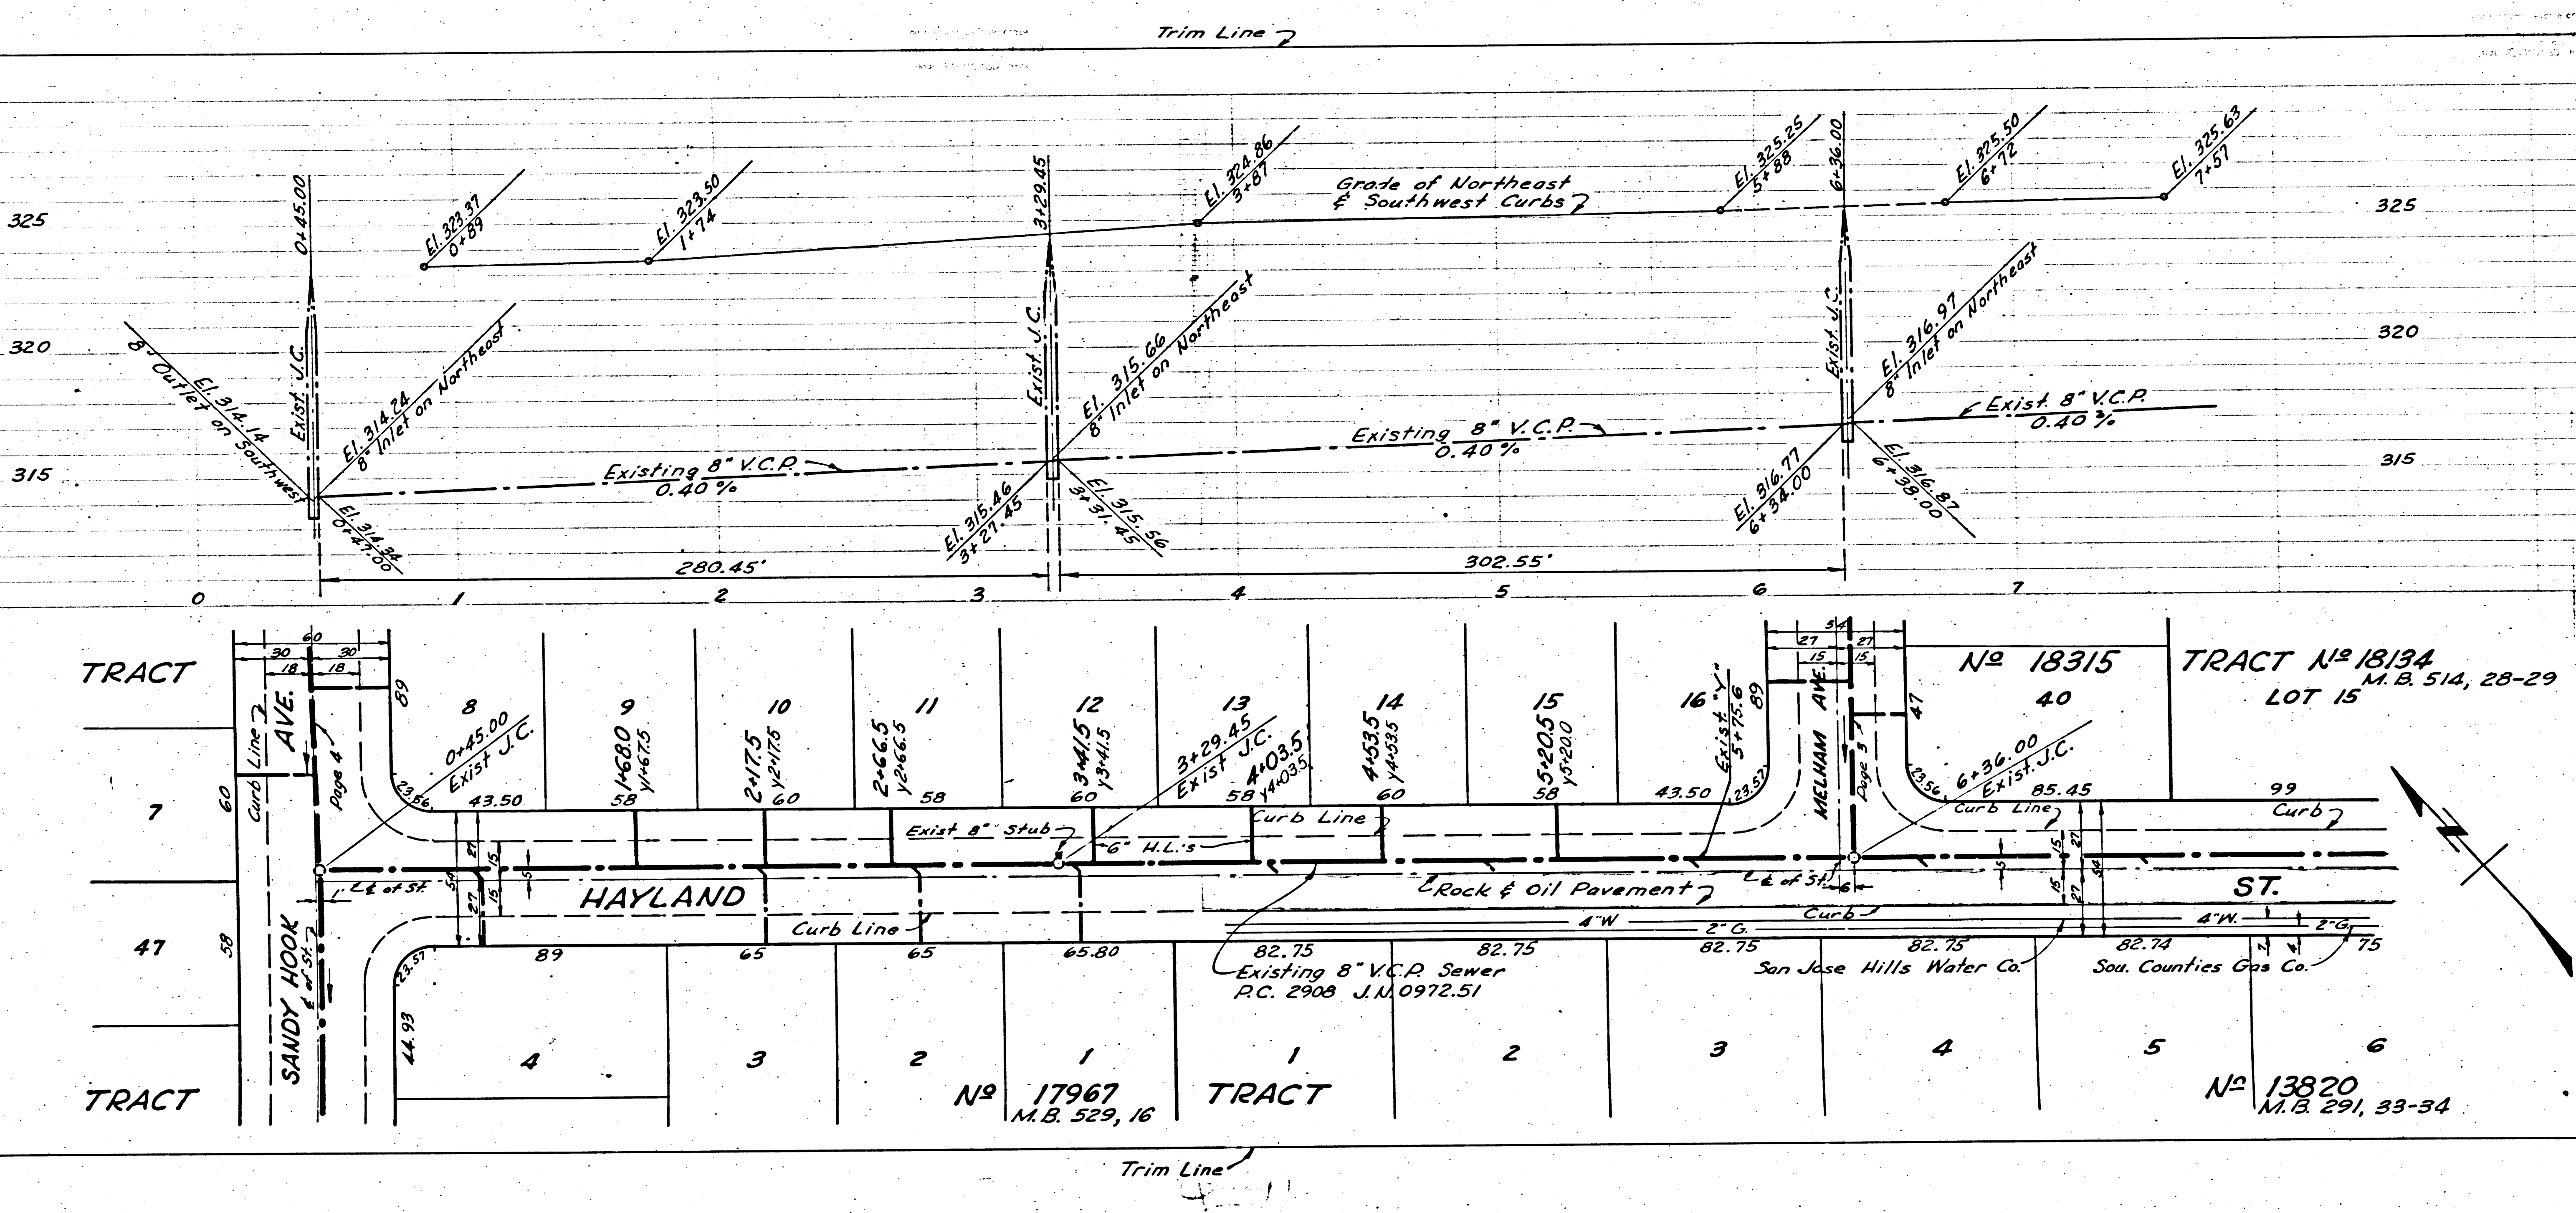 Trim Line
325
320
315
0+45.00
El. 323.37
0+89
El. 323.50
1+74
3+29.45
El. 324.86
3+87
Grade of Northeast
& Southwest Curbs
El. 325.25
5+88
6+36.00
El. 325.50
6+72
El. 325.63
7+57
325
320
315
El. 314.14
8" Outlet on Southwest
Exist. J.C.
El. 314.24
8" Inlet on Northeast
El. 314.34
0+47.00
Existing 8" V.C.P.
0.40 %
Exist. J.C.
El. 315.66
8" Inlet on Northeast
El. 315.46
3+27.45
El. 315.56
3+31.45
Existing 8" V.C.P.
0.40 %
Exist. J.C.
El. 316.97
8" Inlet on Northeast
El. 316.77
6+34.00
El. 316.87
6+38.00
Exist. 8" V.C.P.
0.40 %
280.45'
302.55'
0 1 2 3 4 5 6 7
TRACT
60
30 30
18 18
AVE.
Curb Line
Page 4
89
8
0+45.00
Exist J.C.
9
1+68.0
y1+67.5
10
2+17.5
y2+17.5
11
2+66.5
y2+66.5
12
3+41.5
y3+41.5
13
3+29.45
Exist J.C.
4+03.5
y4+03.5
14
4+53.5
y4+53.5
15
5+20.5
y5+20.0
16
Exist "Y"
5+75.6
89
54
27 27
15 15
MELHAM AVE.
Page 3
47
Nº 18315
40
6+36.00
Exist. J.C.
TRACT Nº 18134
M.B. 514, 28-29
LOT 15
7
60
23.56
43.50
58
60
58
60
58
60
58
43.50
23.57
23.56
85.45
99
Curb Line
Curb
Exist 8" Stub
6" H.L.'s
Curb Line
54
27
15
5
27
15
1'
℄ of St.
HAYLAND
Rock & Oil Pavement
℄ of St.
6
5
15
27
54
15
27
ST.
Curb Line
Curb
4"W
2"G.
4"W.
2"G.
47
58
SANDY HOOK
℄ of St.
23.57
44.93
89
65
65
65.80
82.75
82.75
82.75
82.75
82.74
75
2
4
Existing 8" V.C.P. Sewer
P.C. 2908 J.N. 0972.51
San Jose Hills Water Co.
Sou. Counties Gas Co.
4
3
2
1
1
2
3
4
5
6
TRACT
Nº 17967
M.B. 529, 16
TRACT
Nº 13820
M.B. 291, 33-34
Trim Line